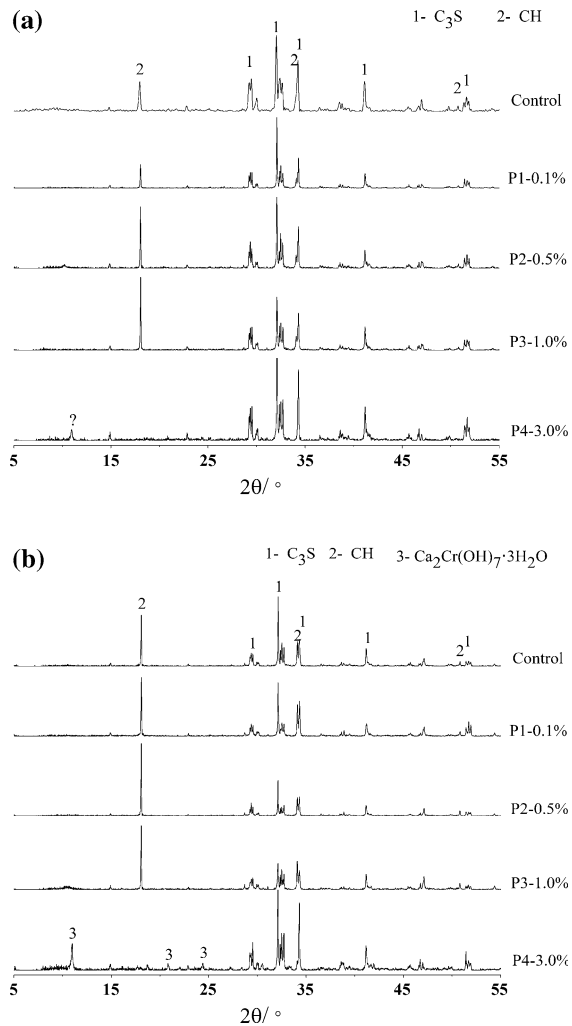 (a)
1- C3S 2- CH
1
1
2
1
2
1
2
1
Control
P1-0.1%
P2-0.5%
P3-1.0%
?
P4-3.0%
5 15 25 35 45 55
2θ/ °
(b)
1- C3S 2- CH 3- Ca2Cr(OH)7·3H2O
1
2
1
1
2
1
1
2
Control
P1-0.1%
P2-0.5%
P3-1.0%
3
3 3
P4-3.0%
5 15 25 35 45 55
2θ/ °